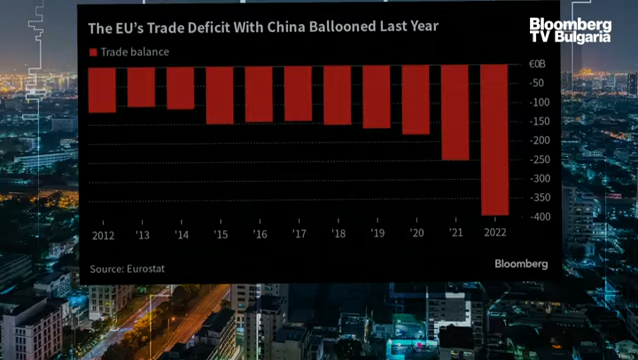 Bloomberg
TV Bulgaria
The EU's Trade Deficit With China Ballooned Last Year
Trade balance
€0B
-50
-100
-150
-200
-250
-300
-350
-400
2012 '13 '14 '15 '16 '17 '18 '19 '20 '21 2022
Source: Eurostat
Bloomberg